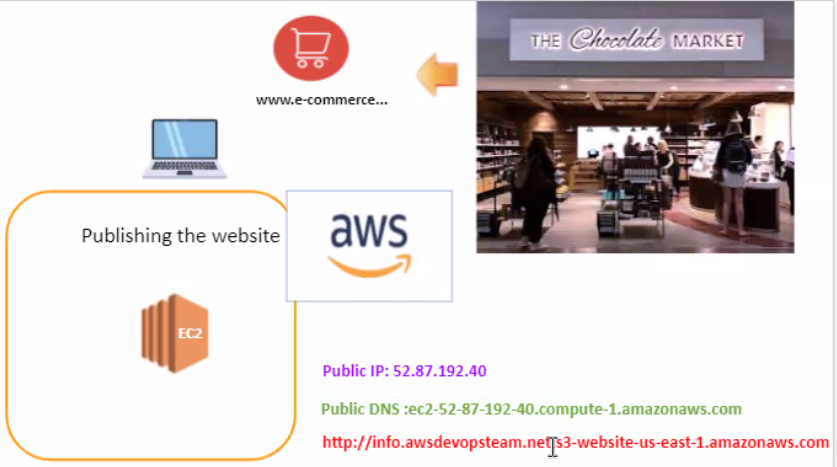 THE Chocolate MARKET
www.e-commerce...
Publishing the website
aws
EC2
Public IP: 52.87.192.40
Public DNS :ec2-52-87-192-40.compute-1.amazonaws.com
http://info.awsdevopsteam.net.s3-website-us-east-1.amazonaws.com